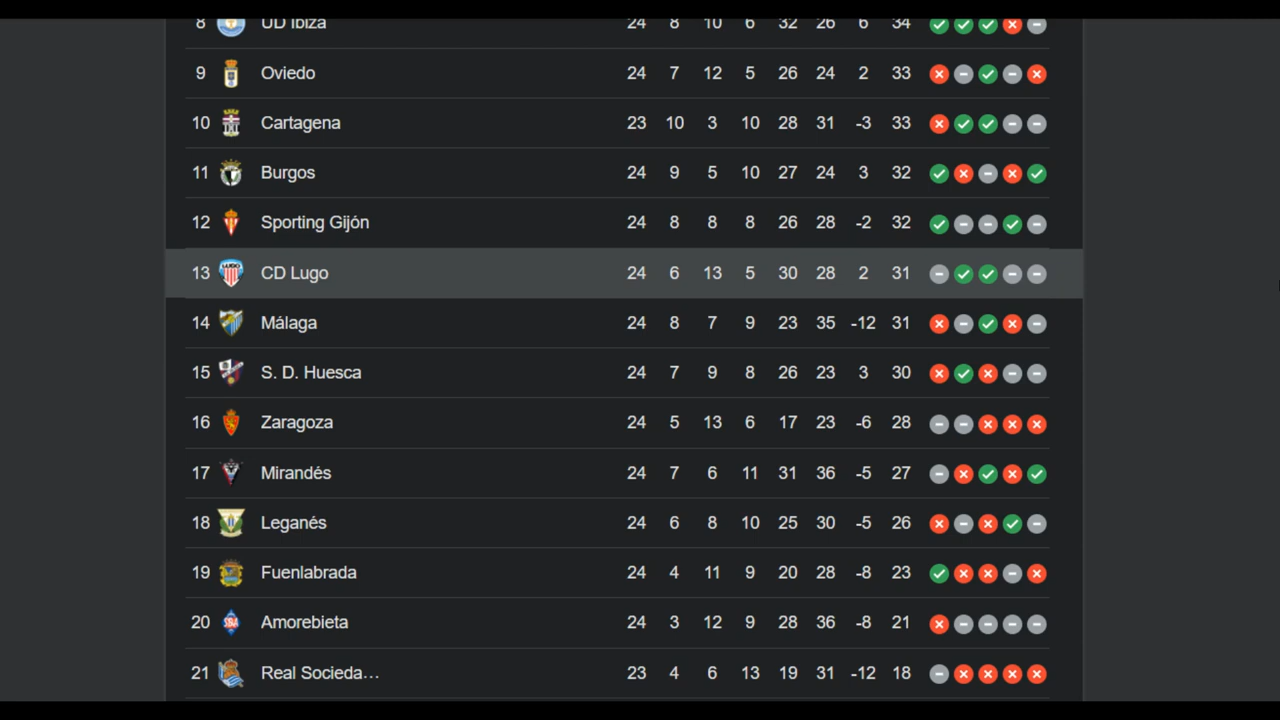 8 UD Ibiza 24 8 10 6 32 26 6 34
9 Oviedo 24 7 12 5 26 24 2 33
10 Cartagena 23 10 3 10 28 31 -3 33
11 Burgos 24 9 5 10 27 24 3 32
12 Sporting Gijón 24 8 8 8 26 28 -2 32
13 CD Lugo 24 6 13 5 30 28 2 31
14 Málaga 24 8 7 9 23 35 -12 31
15 S. D. Huesca 24 7 9 8 26 23 3 30
16 Zaragoza 24 5 13 6 17 23 -6 28
17 Mirandés 24 7 6 11 31 36 -5 27
18 Leganés 24 6 8 10 25 30 -5 26
19 Fuenlabrada 24 4 11 9 20 28 -8 23
20 Amorebieta 24 3 12 9 28 36 -8 21
21 Real Socieda... 23 4 6 13 19 31 -12 18